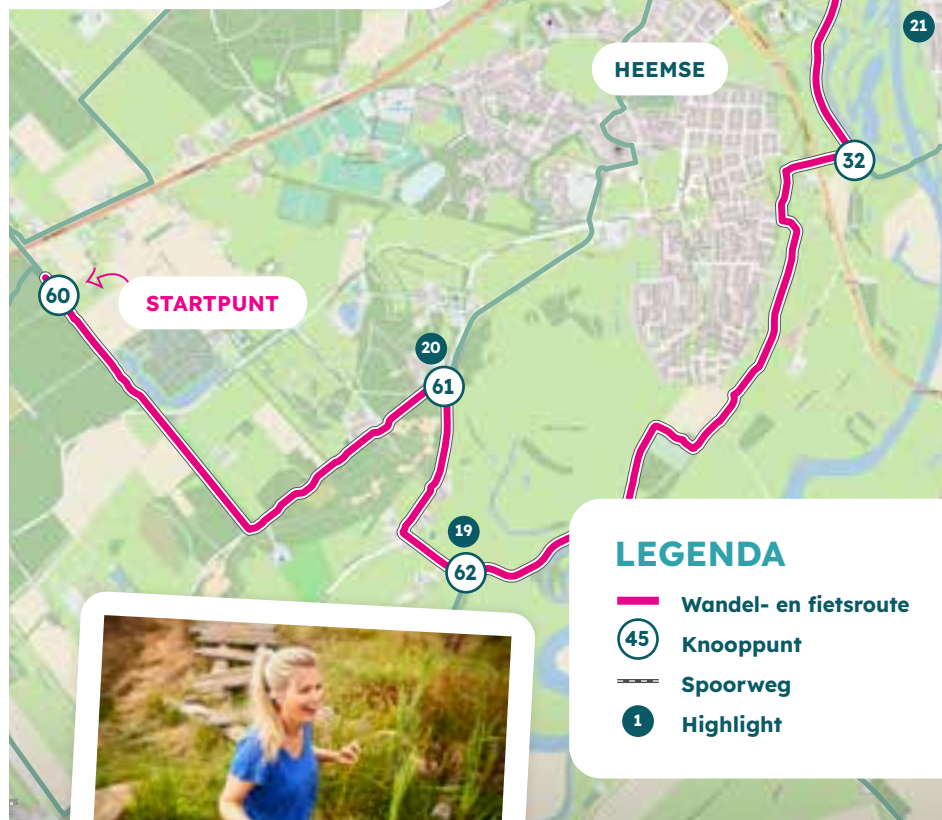 21
HEEMSE
32
60
STARTPUNT
20
61
19
62
LEGENDA
Wandel- en fietsroute
45 Knooppunt
Spoorweg
1 Highlight